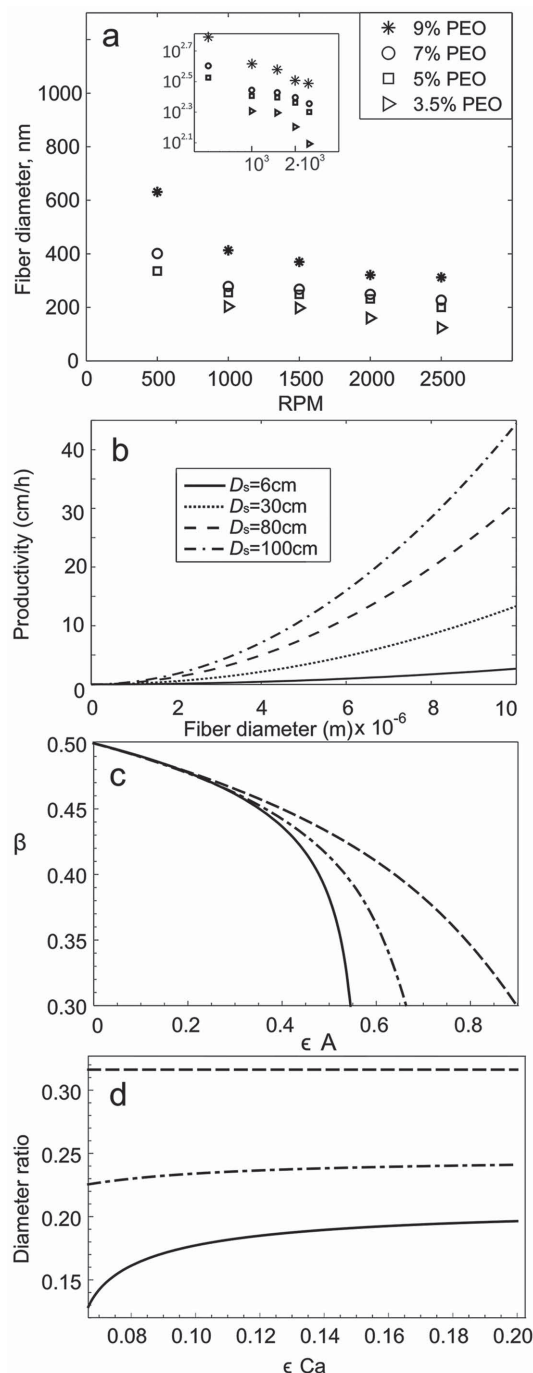 a
10^2.7
10^2.5
10^2.3
10^2.1
10^3
2·10^3
9% PEO
7% PEO
5% PEO
3.5% PEO
Fiber diameter, nm
1200
1000
800
600
400
200
0
0 500 1000 1500 2000 2500
RPM
b
D_s=6cm
D_s=30cm
D_s=80cm
D_s=100cm
Productivity (cm/h)
40
30
20
10
0
0 2 4 6 8 10
Fiber diameter (m) × 10^-6
c
β
0.50
0.45
0.40
0.35
0.30
0 0.2 0.4 0.6 0.8
ϵ A
d
Diameter ratio
0.30
0.25
0.20
0.15
0.08 0.10 0.12 0.14 0.16 0.18 0.20
ϵ Ca